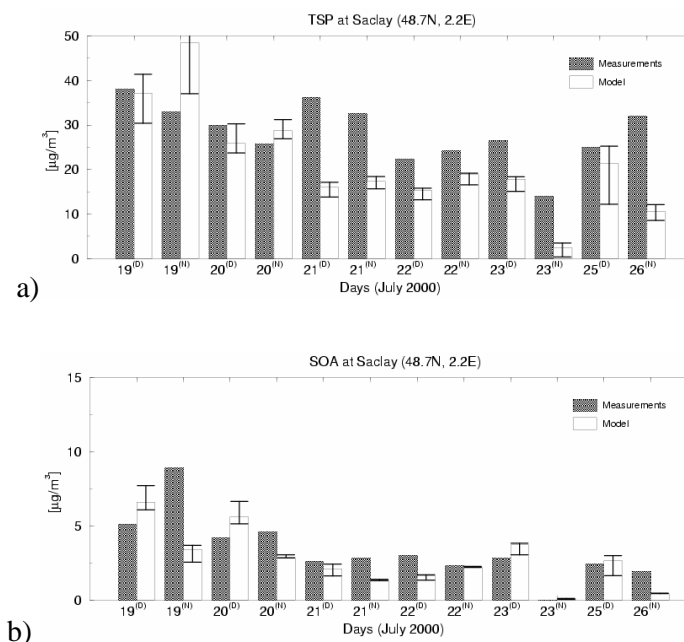 TSP at Saclay (48.7N, 2.2E)
50
40
30
20
10
0
[µg/m³]
Measurements
Model
19(D) 19(N) 20(D) 20(N) 21(D) 21(N) 22(D) 22(N) 23(D) 23(N) 25(D) 26(N)
Days (July 2000)
a)
SOA at Saclay (48.7N, 2.2E)
15
10
5
0
[µg/m³]
Measurements
Model
19(D) 19(N) 20(D) 20(N) 21(D) 21(N) 22(D) 22(N) 23(D) 23(N) 25(D) 26(N)
Days (July 2000)
b)